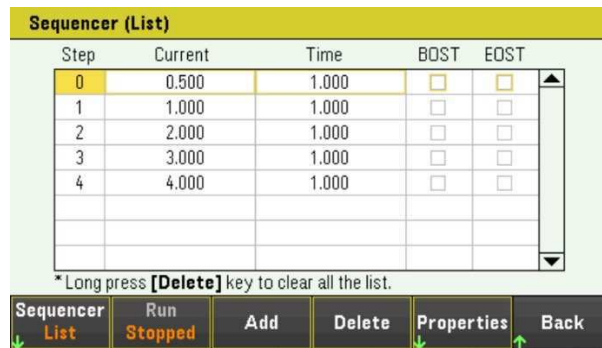 Sequencer (List)
Step Current Time BOST EOST
0 0.500 1.000
1 1.000 1.000
2 2.000 1.000
3 3.000 1.000
4 4.000 1.000
*Long press [Delete] key to clear all the list.
Sequencer Run Add Delete Properties Back
List Stopped